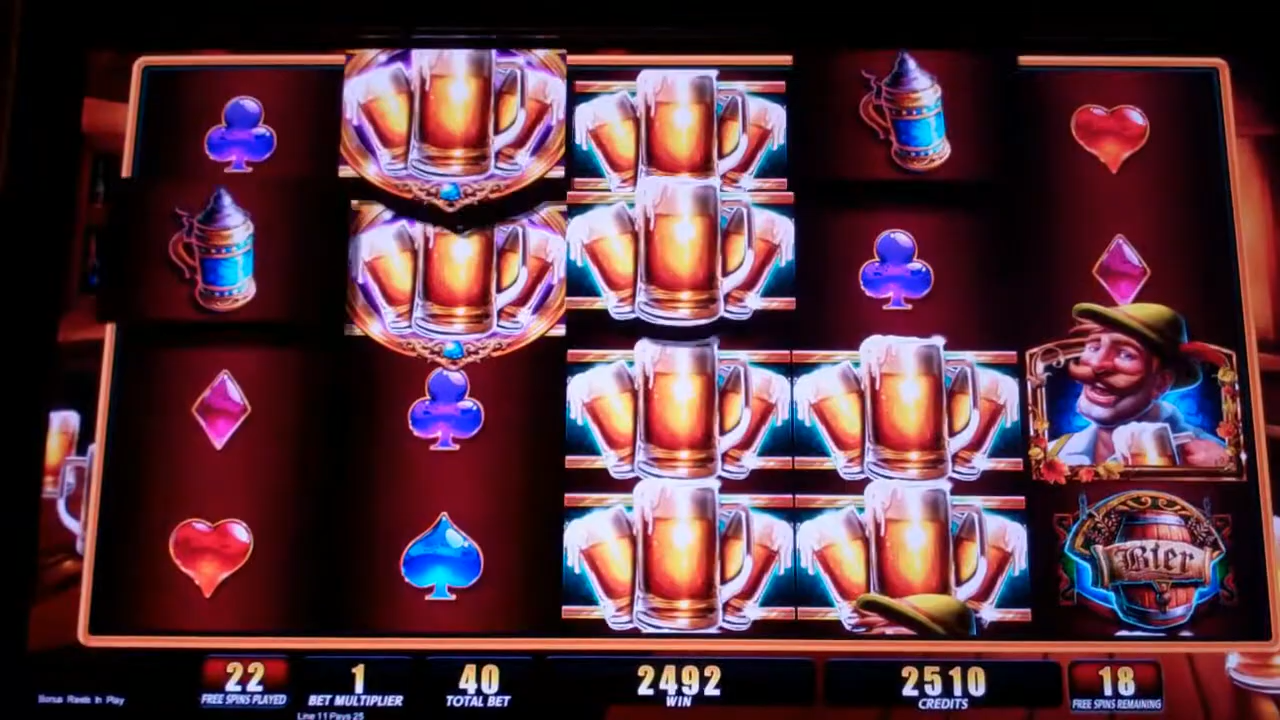 Bier
22
FREE SPINS PLAYED
1
BET MULTIPLIER
40
TOTAL BET
2492
WIN
2510
CREDITS
18
FREE SPINS REMAINING
Bonus Reels In Play
Line 11 Pays 25